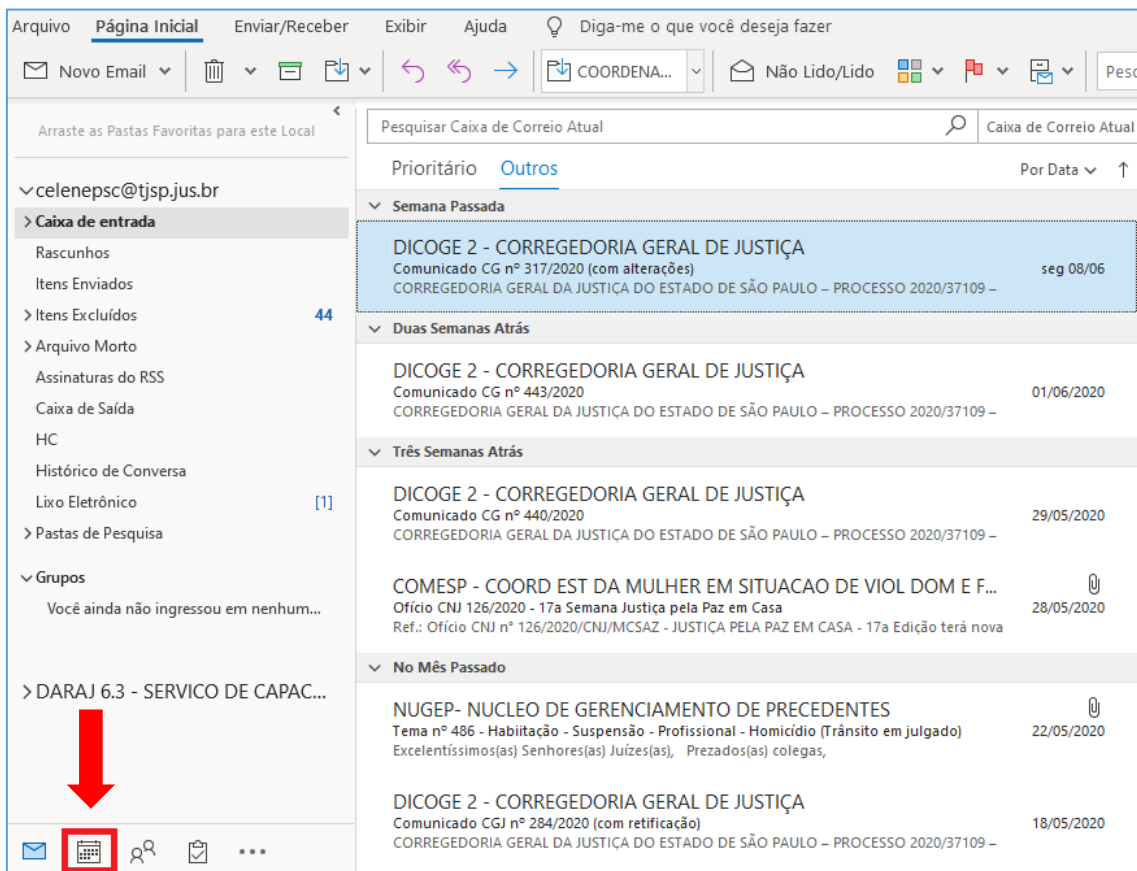 Arquivo Página Inicial Enviar/Receber Exibir Ajuda Diga-me o que você deseja fazer
Novo Email COORDENA... Não Lido/Lido Pesc
Arraste as Pastas Favoritas para este Local
celenepsc@tjsp.jus.br
Caixa de entrada
Rascunhos
Itens Enviados
Itens Excluídos 44
Arquivo Morto
Assinaturas do RSS
Caixa de Saída
HC
Histórico de Conversa
Lixo Eletrônico [1]
Pastas de Pesquisa
Grupos
Você ainda não ingressou em nenhum...
DARAJ 6.3 - SERVICO DE CAPAC...
Pesquisar Caixa de Correio Atual Caixa de Correio Atual
Prioritário Outros Por Data
Semana Passada
DICOGE 2 - CORREGEDORIA GERAL DE JUSTIÇA
Comunicado CG nº 317/2020 (com alterações) seg 08/06
CORREGEDORIA GERAL DA JUSTIÇA DO ESTADO DE SÃO PAULO – PROCESSO 2020/37109 –
Duas Semanas Atrás
DICOGE 2 - CORREGEDORIA GERAL DE JUSTIÇA
Comunicado CG nº 443/2020 01/06/2020
CORREGEDORIA GERAL DA JUSTIÇA DO ESTADO DE SÃO PAULO – PROCESSO 2020/37109 –
Três Semanas Atrás
DICOGE 2 - CORREGEDORIA GERAL DE JUSTIÇA
Comunicado CG nº 440/2020 29/05/2020
CORREGEDORIA GERAL DA JUSTIÇA DO ESTADO DE SÃO PAULO – PROCESSO 2020/37109 –
COMESP - COORD EST DA MULHER EM SITUACAO DE VIOL DOM E F...
Ofício CNJ 126/2020 - 17a Semana Justiça pela Paz em Casa 28/05/2020
Ref.: Ofício CNJ n° 126/2020/CNJ/MCSAZ - JUSTIÇA PELA PAZ EM CASA - 17a Edição terá nova
No Mês Passado
NUGEP- NUCLEO DE GERENCIAMENTO DE PRECEDENTES
Tema nº 486 - Habiitação - Suspensão - Profissional - Homicídio (Trânsito em julgado) 22/05/2020
Excelentíssimos(as) Senhores(as) Juízes(as), Prezados(as) colegas,
DICOGE 2 - CORREGEDORIA GERAL DE JUSTIÇA
Comunicado CGJ nº 284/2020 (com retificação) 18/05/2020
CORREGEDORIA GERAL DA JUSTIÇA DO ESTADO DE SÃO PAULO – PROCESSO 2020/37109 –